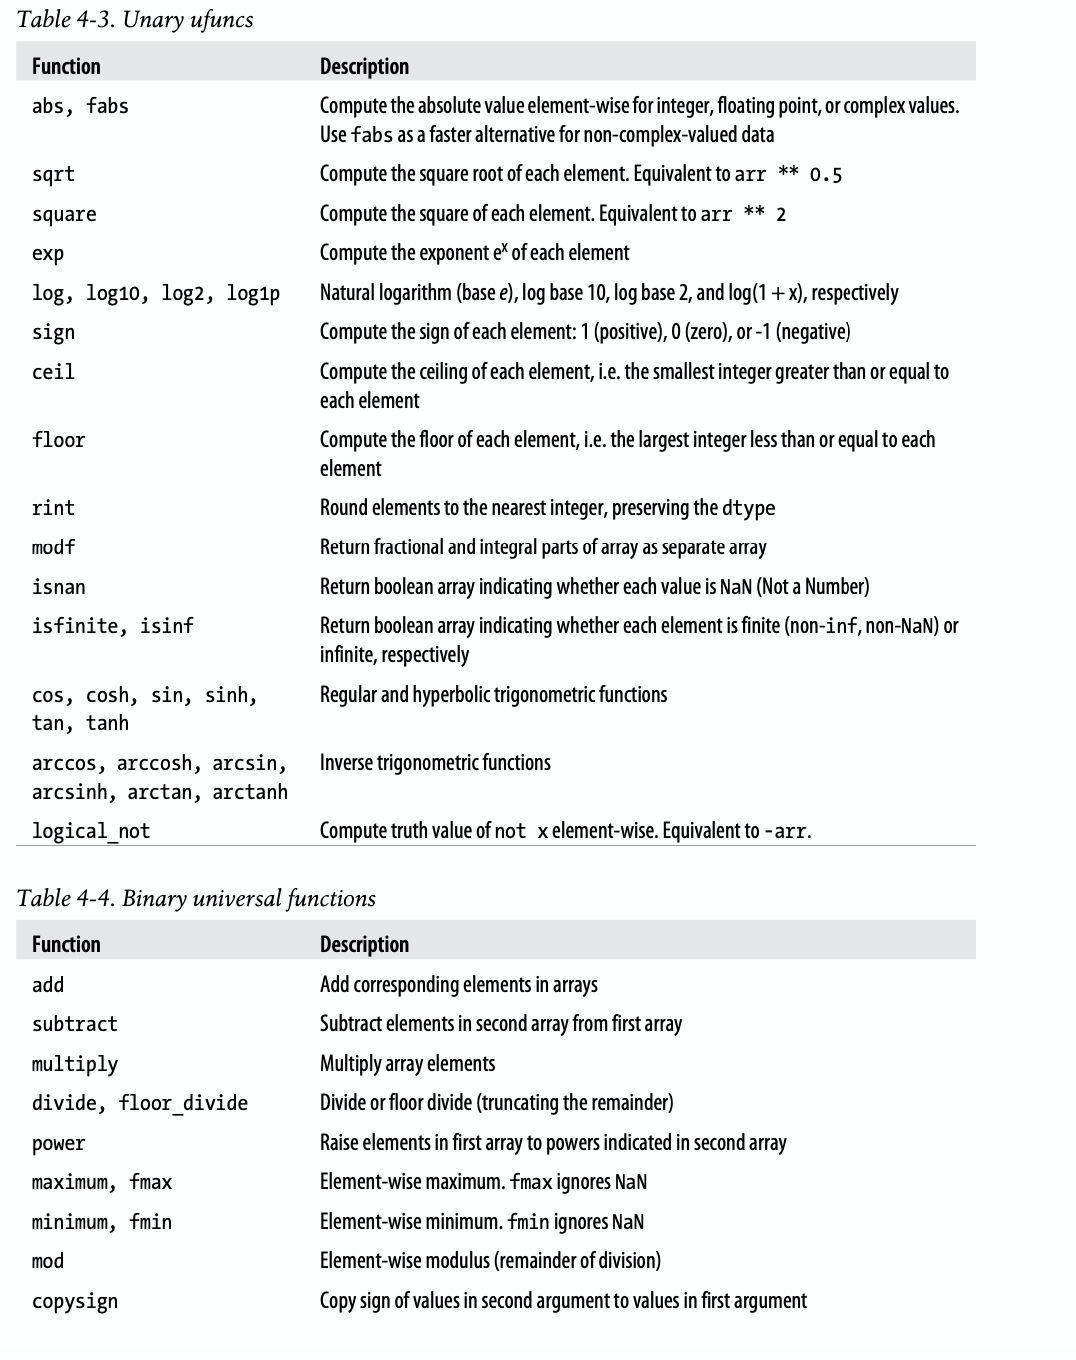 Table 4-3. Unary ufuncs
Function Description
abs, fabs Compute the absolute value element-wise for integer, floating point, or complex values.
Use fabs as a faster alternative for non-complex-valued data
sqrt Compute the square root of each element. Equivalent to arr ** 0.5
square Compute the square of each element. Equivalent to arr ** 2
exp Compute the exponent eˣ of each element
log, log10, log2, log1p Natural logarithm (base e), log base 10, log base 2, and log(1 + x), respectively
sign Compute the sign of each element: 1 (positive), 0 (zero), or -1 (negative)
ceil Compute the ceiling of each element, i.e. the smallest integer greater than or equal to
each element
floor Compute the floor of each element, i.e. the largest integer less than or equal to each
element
rint Round elements to the nearest integer, preserving the dtype
modf Return fractional and integral parts of array as separate array
isnan Return boolean array indicating whether each value is NaN (Not a Number)
isfinite, isinf Return boolean array indicating whether each element is finite (non-inf, non-NaN) or
infinite, respectively
cos, cosh, sin, sinh, Regular and hyperbolic trigonometric functions
tan, tanh
arccos, arccosh, arcsin, Inverse trigonometric functions
arcsinh, arctan, arctanh
logical_not Compute truth value of not x element-wise. Equivalent to -arr.
Table 4-4. Binary universal functions
Function Description
add Add corresponding elements in arrays
subtract Subtract elements in second array from first array
multiply Multiply array elements
divide, floor_divide Divide or floor divide (truncating the remainder)
power Raise elements in first array to powers indicated in second array
maximum, fmax Element-wise maximum. fmax ignores NaN
minimum, fmin Element-wise minimum. fmin ignores NaN
mod Element-wise modulus (remainder of division)
copysign Copy sign of values in second argument to values in first argument